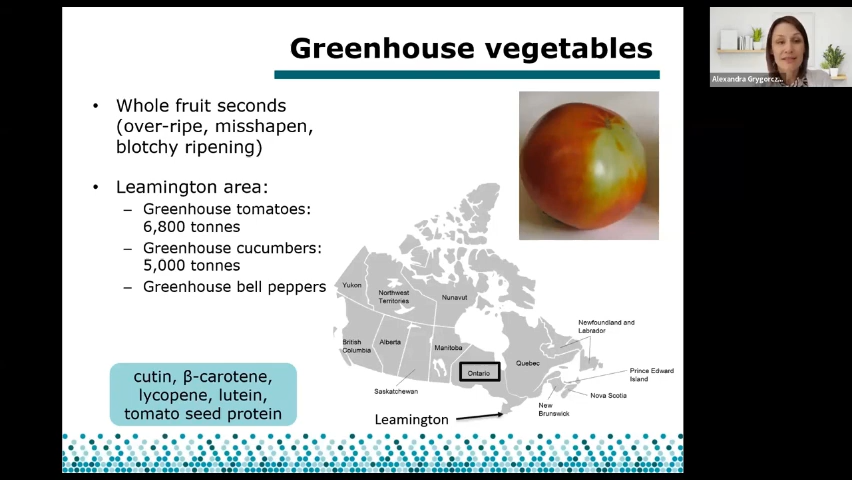 Greenhouse vegetables
Alexandra Grygorcz...
• Whole fruit seconds
(over-ripe, misshapen,
blotchy ripening)
• Leamington area:
– Greenhouse tomatoes:
6,800 tonnes
– Greenhouse cucumbers:
5,000 tonnes
– Greenhouse bell peppers
cutin, β-carotene,
lycopene, lutein,
tomato seed protein
Yukon
Northwest
Territories
Nunavut
British
Columbia
Alberta
Manitoba
Saskatchewan
Ontario
Quebec
Newfoundland and
Labrador
Prince Edward
Island
Nova Scotia
New
Brunswick
Leamington